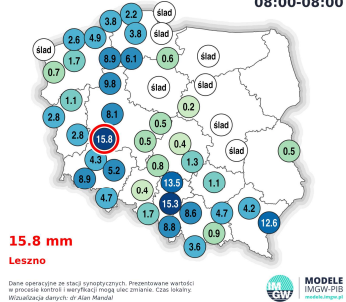 08:00-08:00
2.2
ślad
3.8
3.8
ślad
2.6
4.9
ślad
8.9
6.1
0.6
ślad
1.7
0.7
9.8
ślad
ślad
1.1
0.2
2.8
8.1
0.5
ślad
2.8
15.8
0.5
0.4
ślad
0.5
4.3
1.3
5.2
0.8
8.9
13.5
1.1
0.4
4.7
15.3
1.7
8.6
4.7
4.2
8.8
12.6
0.9
3.6
15.8 mm
Leszno
Dane operacyjne ze stacji synoptycznych. Prezentowane wartości
w procesie kontroli i weryfikacji mogą ulec zmianie. Czas lokalny.
Wizualizacja danych: dr Alan Mandal
IM
GW
MODELE
IMGW-PIB
modele.imgw.pl